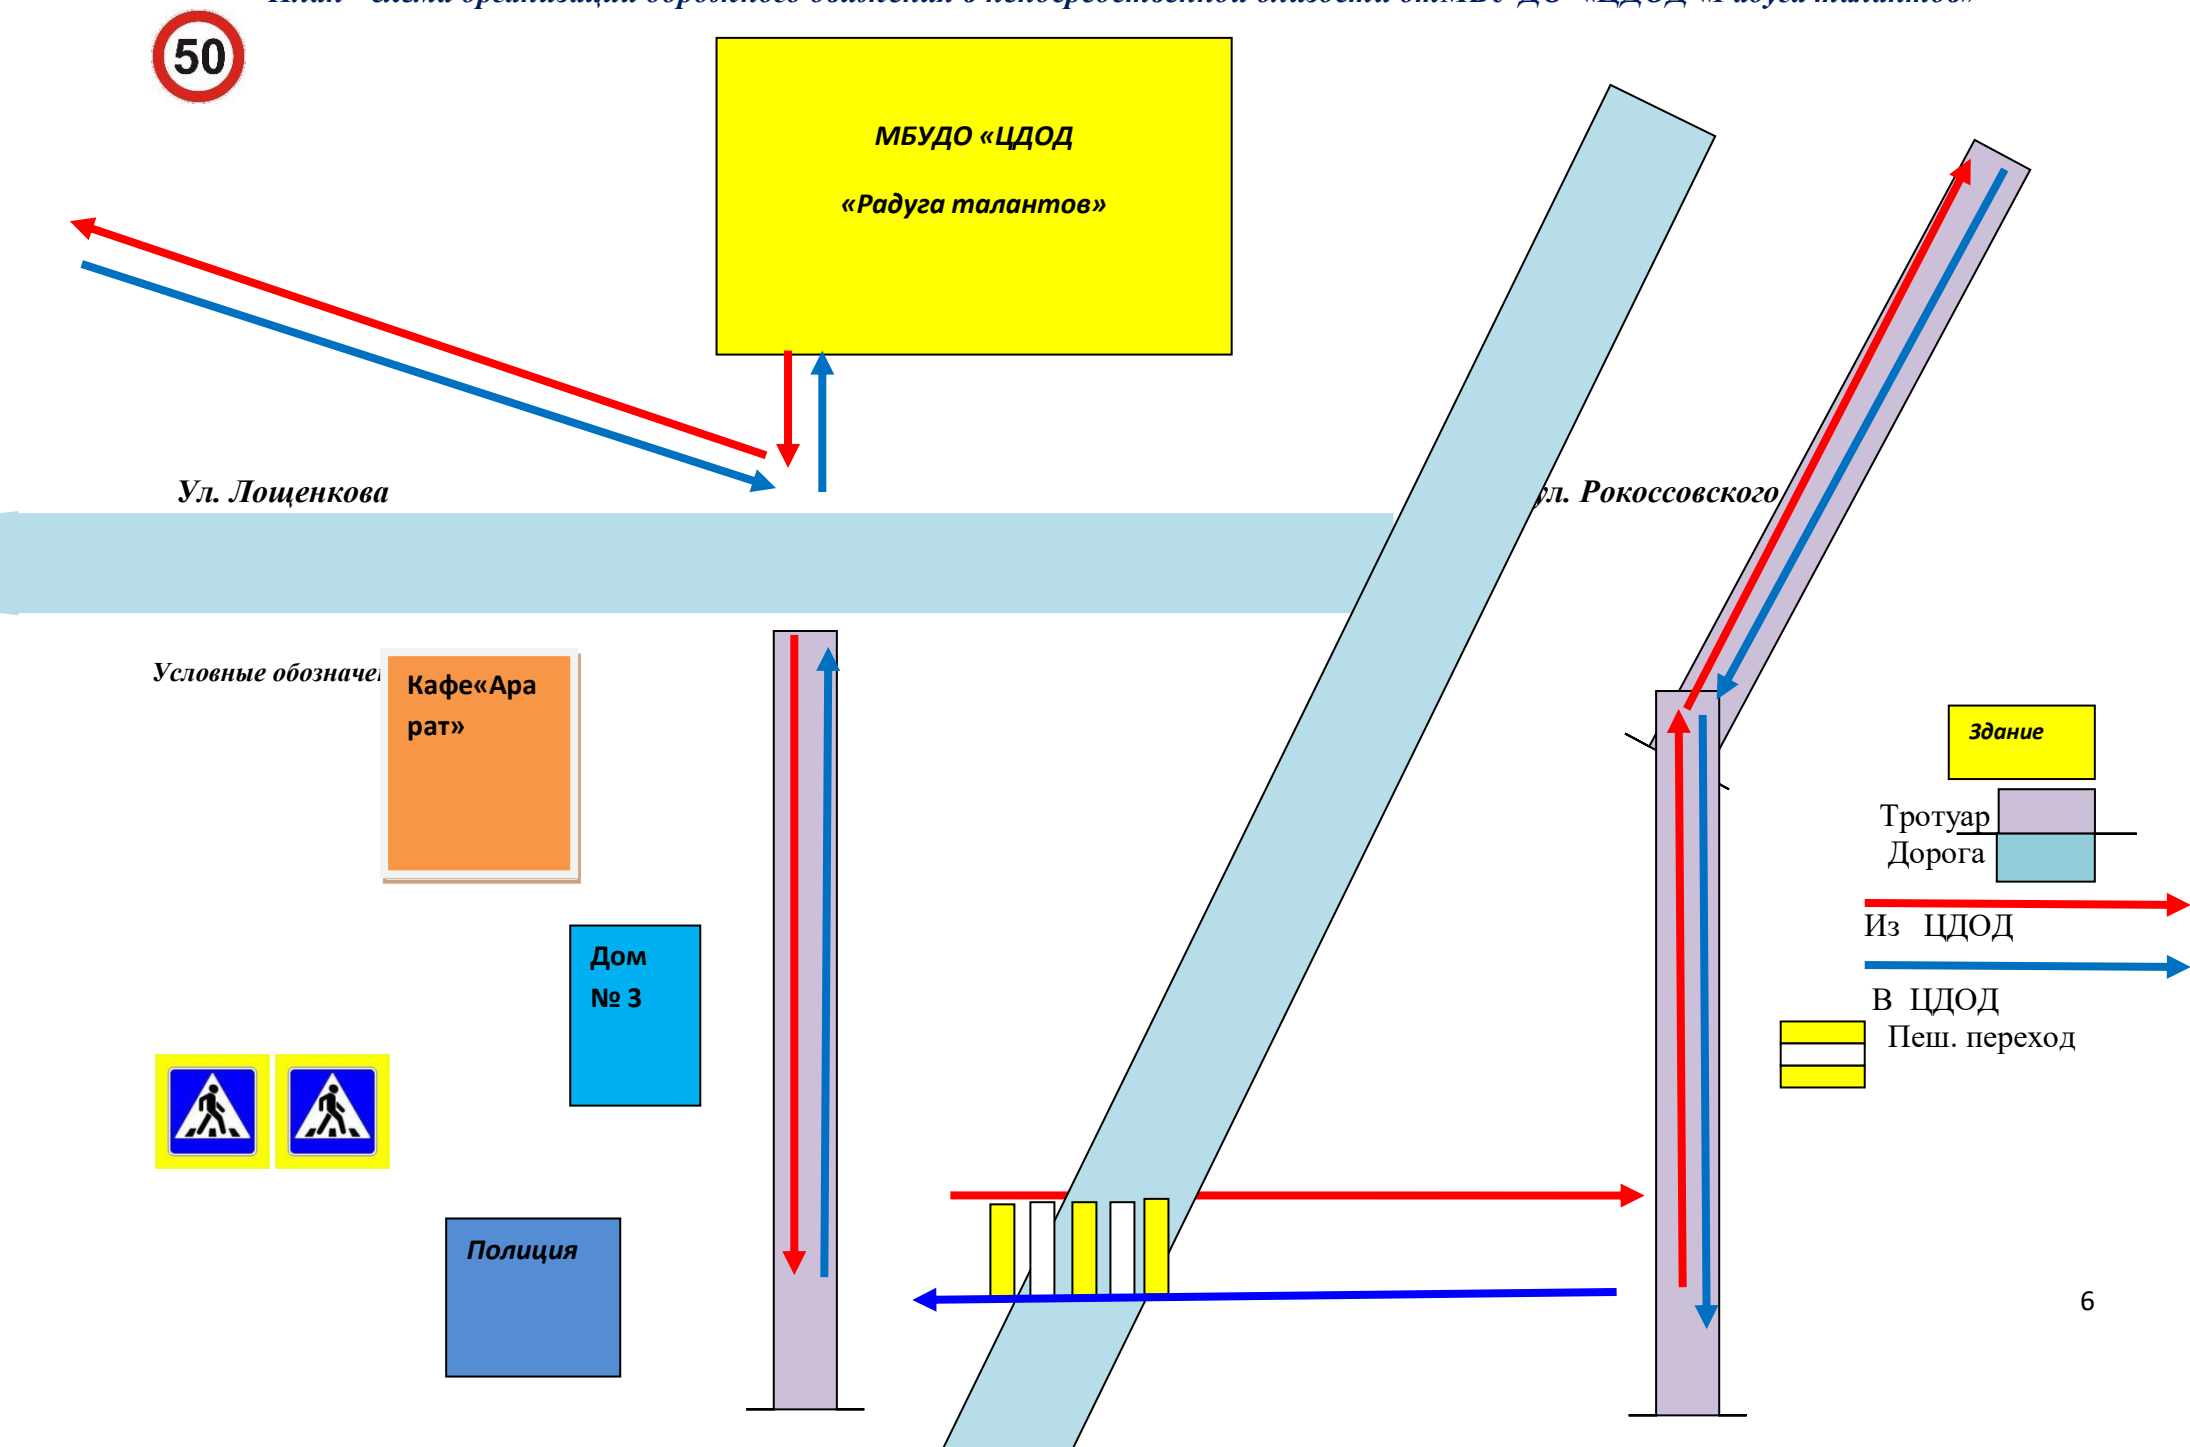 50
МБУДО «ЦДОД
«Радуга талантов»
Ул. Лощенкова
ул. Рокоссовского
Условные обозначе
Кафе«Ара
рат»
Здание
Тротуар
Дорога
Из ЦДОД
В ЦДОД
Пеш. переход
Дом
№ 3
Полиция
6